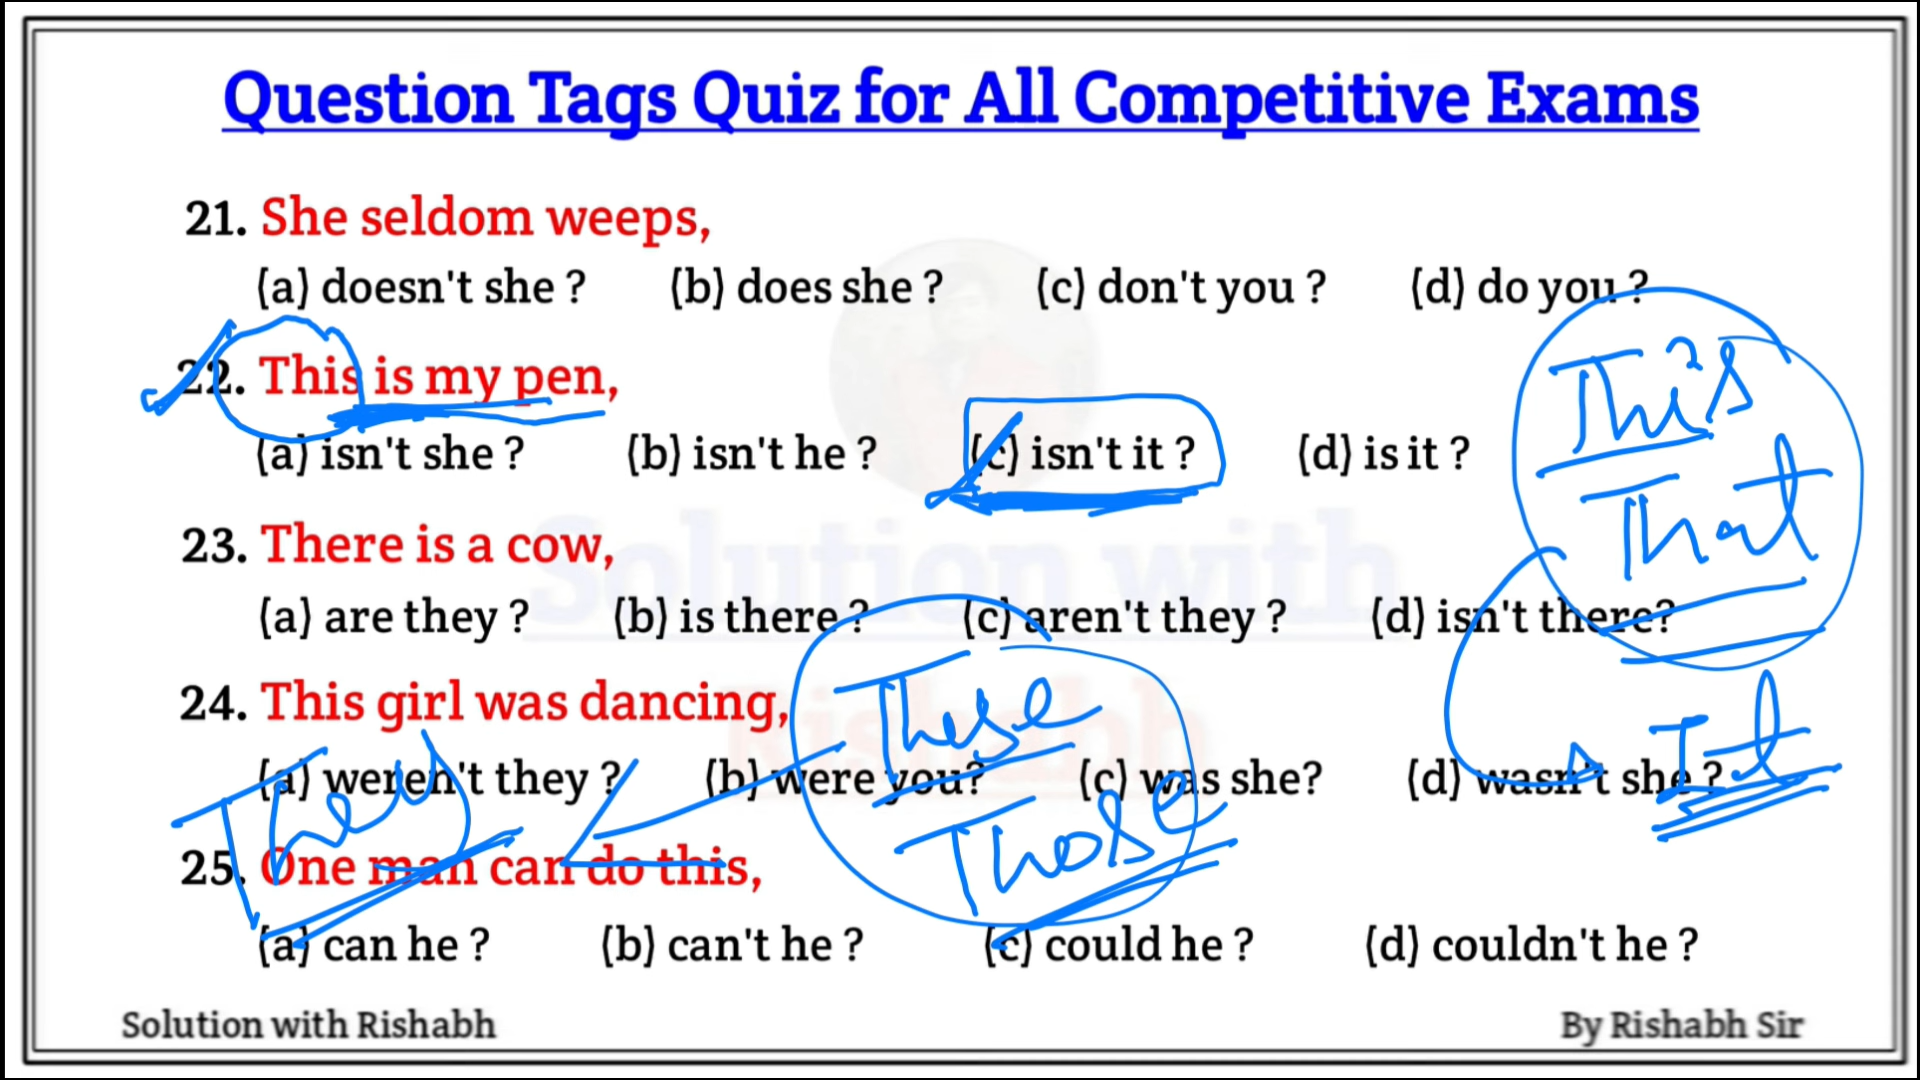 Question Tags Quiz for All Competitive Exams
21. She seldom weeps,
(a) doesn't she ? (b) does she ? (c) don't you ? (d) do you ?
22. This is my pen,
This
(a) isn't she ? (b) isn't he ? (c) isn't it ? (d) is it ?
That
23. There is a cow,
(a) are they ? (b) is there ? (c) aren't they ? (d) isn't there?
Solution with
Rishabh
24. This girl was dancing,
These
It
(a) weren't they ? (b) were you? (c) was she? (d) wasn't she ?
They
Those
25. One man can do this,
(a) can he ? (b) can't he ? (c) could he ? (d) couldn't he ?
Solution with Rishabh By Rishabh Sir